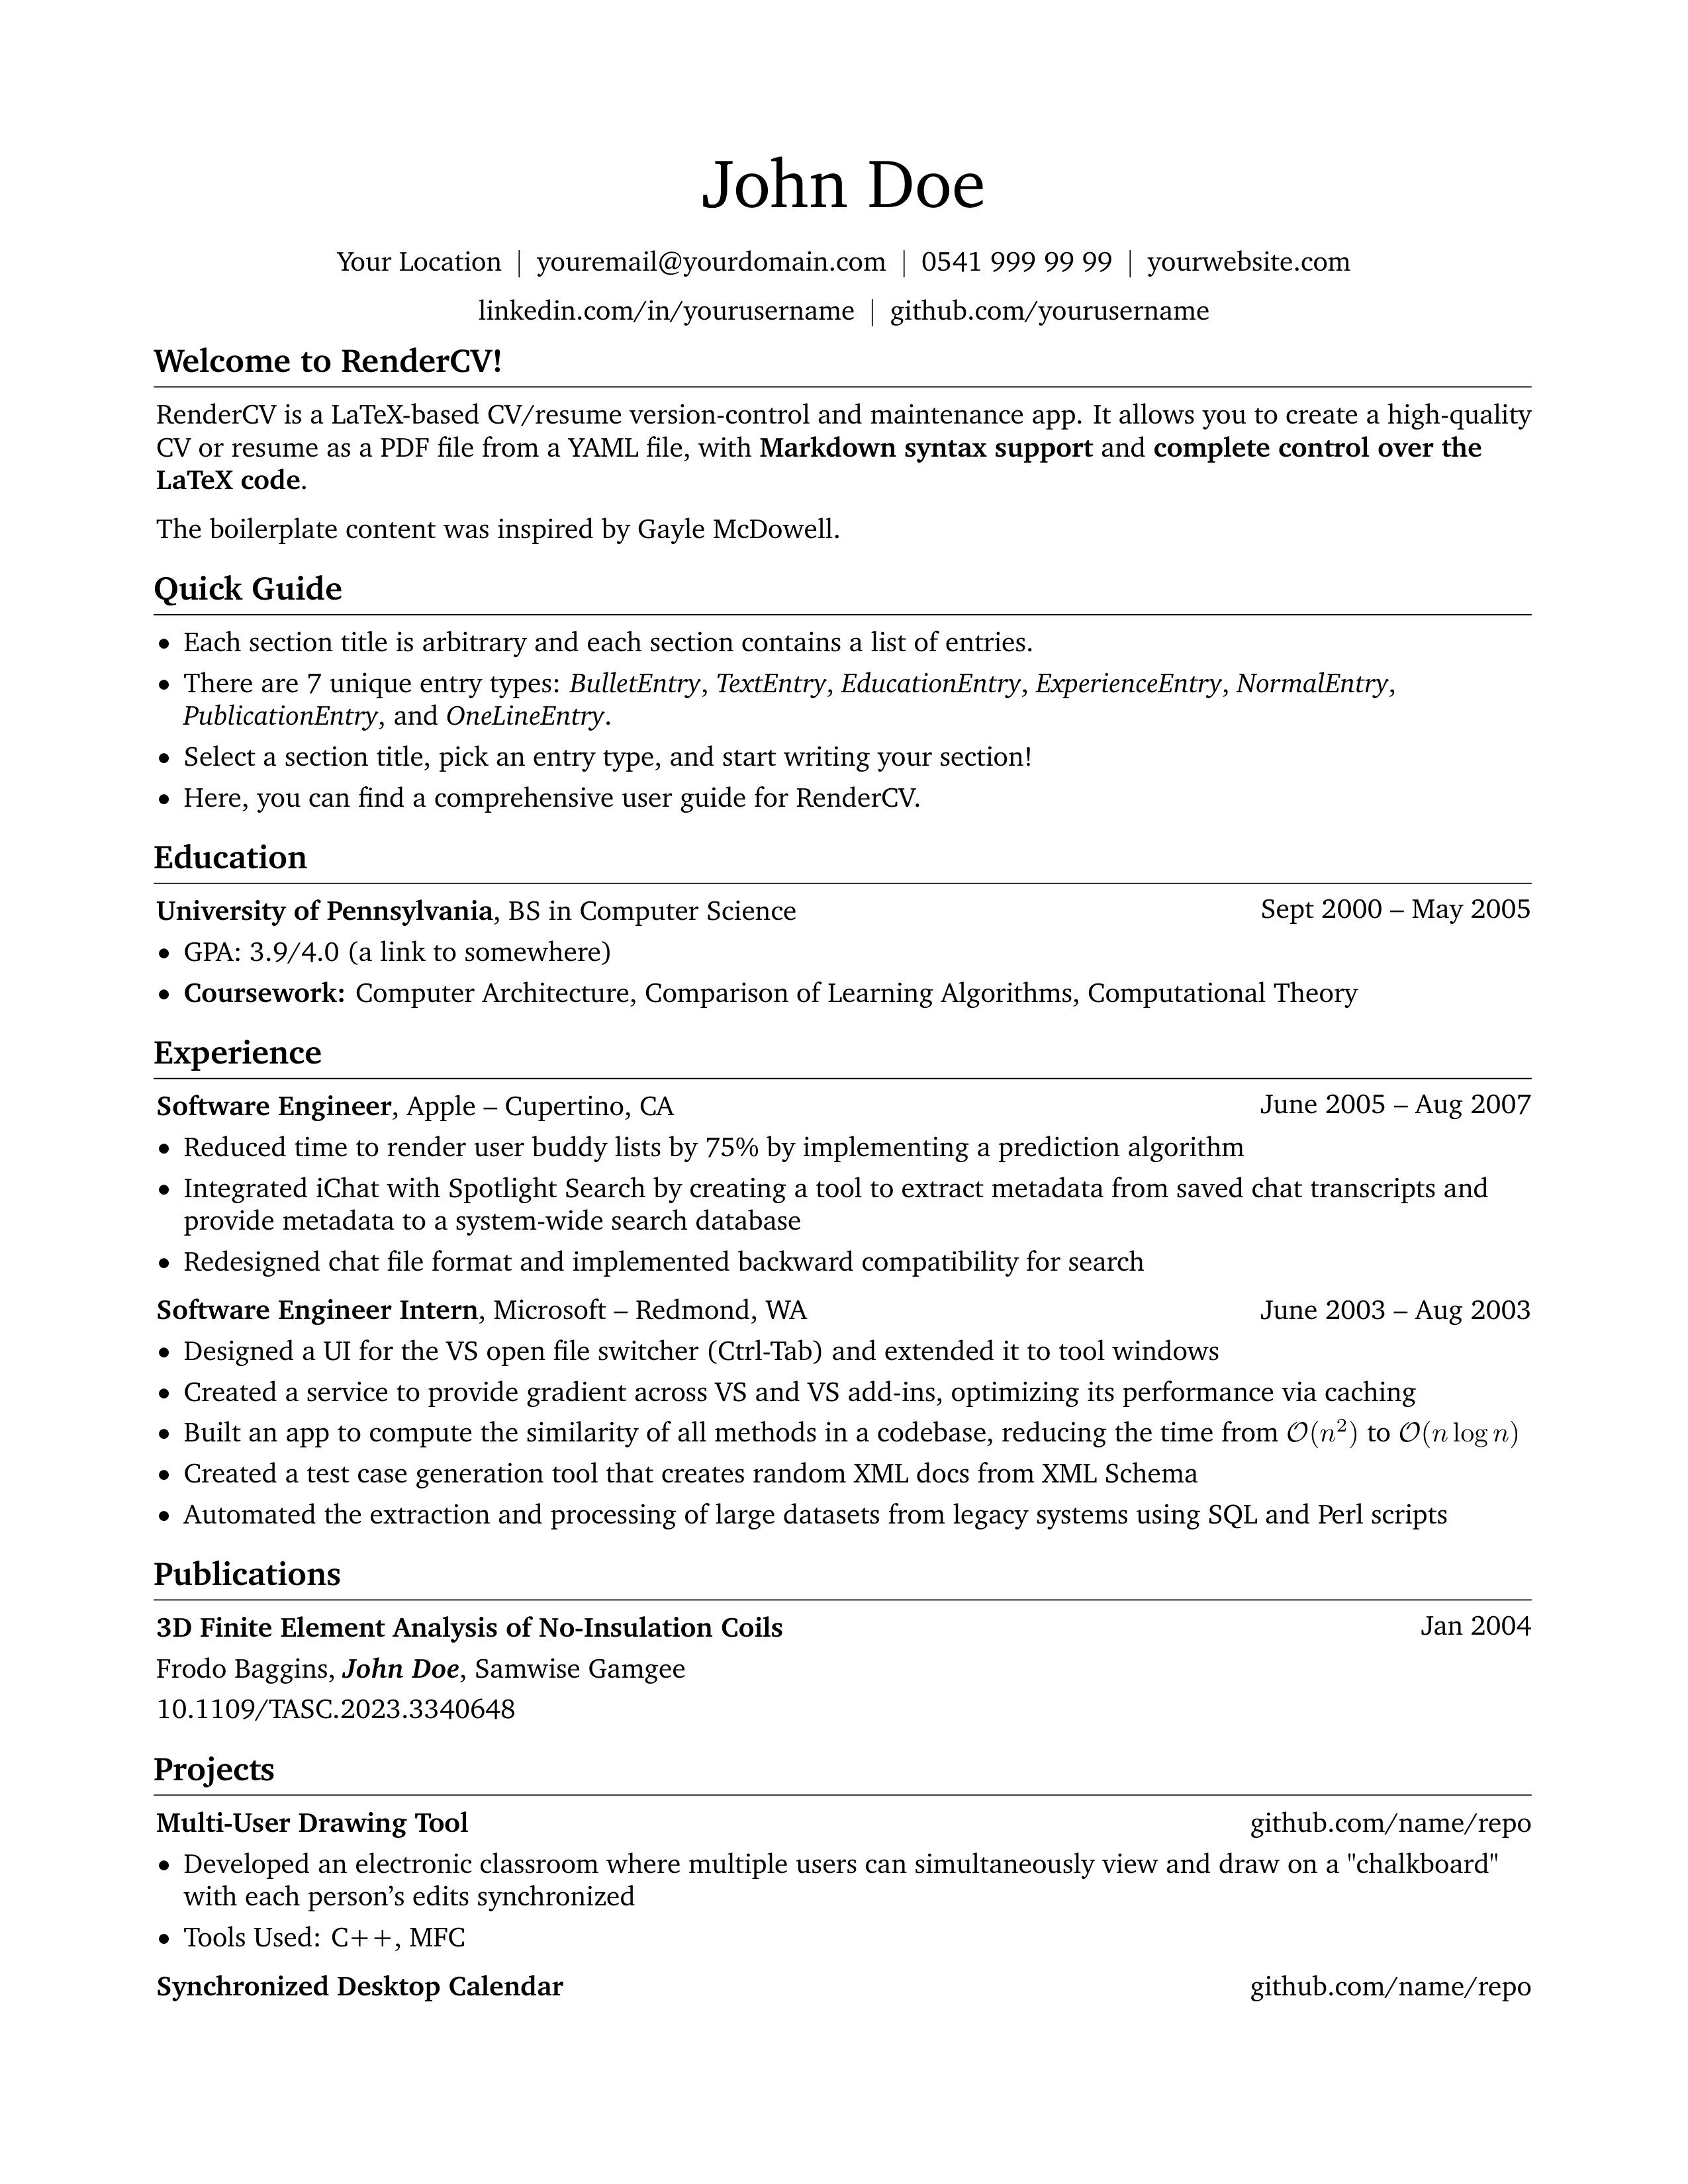 John Doe
Your Location | youremail@yourdomain.com | 0541 999 99 99 | yourwebsite.com
linkedin.com/in/yourusername | github.com/yourusername
Welcome to RenderCV!
RenderCV is a LaTeX-based CV/resume version-control and maintenance app. It allows you to create a high-quality
CV or resume as a PDF file from a YAML file, with Markdown syntax support and complete control over the
LaTeX code.
The boilerplate content was inspired by Gayle McDowell.
Quick Guide
• Each section title is arbitrary and each section contains a list of entries.
• There are 7 unique entry types: BulletEntry, TextEntry, EducationEntry, ExperienceEntry, NormalEntry,
PublicationEntry, and OneLineEntry.
• Select a section title, pick an entry type, and start writing your section!
• Here, you can find a comprehensive user guide for RenderCV.
Education
University of Pennsylvania, BS in Computer Science Sept 2000 – May 2005
• GPA: 3.9/4.0 (a link to somewhere)
• Coursework: Computer Architecture, Comparison of Learning Algorithms, Computational Theory
Experience
Software Engineer, Apple – Cupertino, CA June 2005 – Aug 2007
• Reduced time to render user buddy lists by 75% by implementing a prediction algorithm
• Integrated iChat with Spotlight Search by creating a tool to extract metadata from saved chat transcripts and
provide metadata to a system-wide search database
• Redesigned chat file format and implemented backward compatibility for search
Software Engineer Intern, Microsoft – Redmond, WA June 2003 – Aug 2003
• Designed a UI for the VS open file switcher (Ctrl-Tab) and extended it to tool windows
• Created a service to provide gradient across VS and VS add-ins, optimizing its performance via caching
• Built an app to compute the similarity of all methods in a codebase, reducing the time from 𝒪(n²) to 𝒪(n log n)
• Created a test case generation tool that creates random XML docs from XML Schema
• Automated the extraction and processing of large datasets from legacy systems using SQL and Perl scripts
Publications
3D Finite Element Analysis of No-Insulation Coils Jan 2004
Frodo Baggins, John Doe, Samwise Gamgee
10.1109/TASC.2023.3340648
Projects
Multi-User Drawing Tool github.com/name/repo
• Developed an electronic classroom where multiple users can simultaneously view and draw on a "chalkboard"
with each person’s edits synchronized
• Tools Used: C++, MFC
Synchronized Desktop Calendar github.com/name/repo